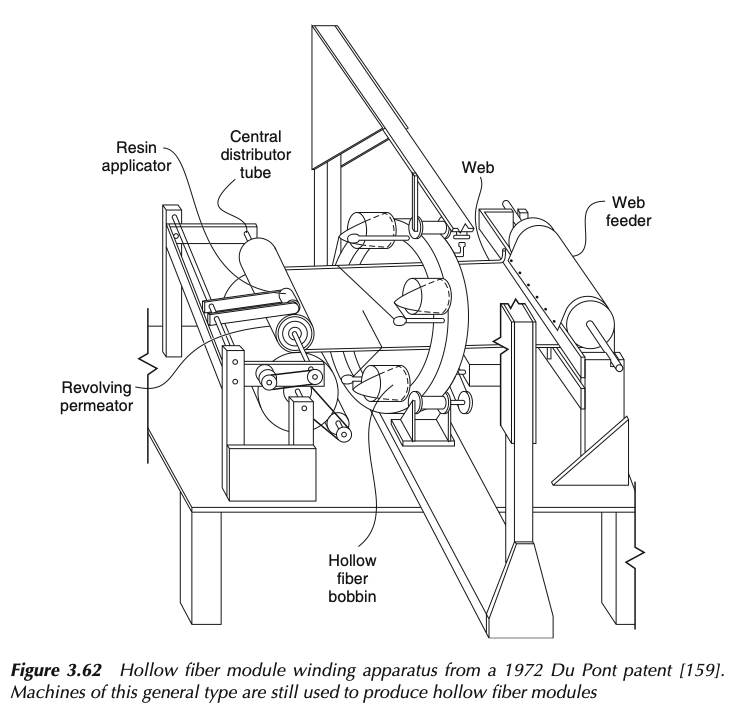 Resin
applicator
Central
distributor
tube
Web
Web
feeder
Revolving
permeator
Hollow
fiber
bobbin
Figure 3.62 Hollow fiber module winding apparatus from a 1972 Du Pont patent [159].
Machines of this general type are still used to produce hollow fiber modules